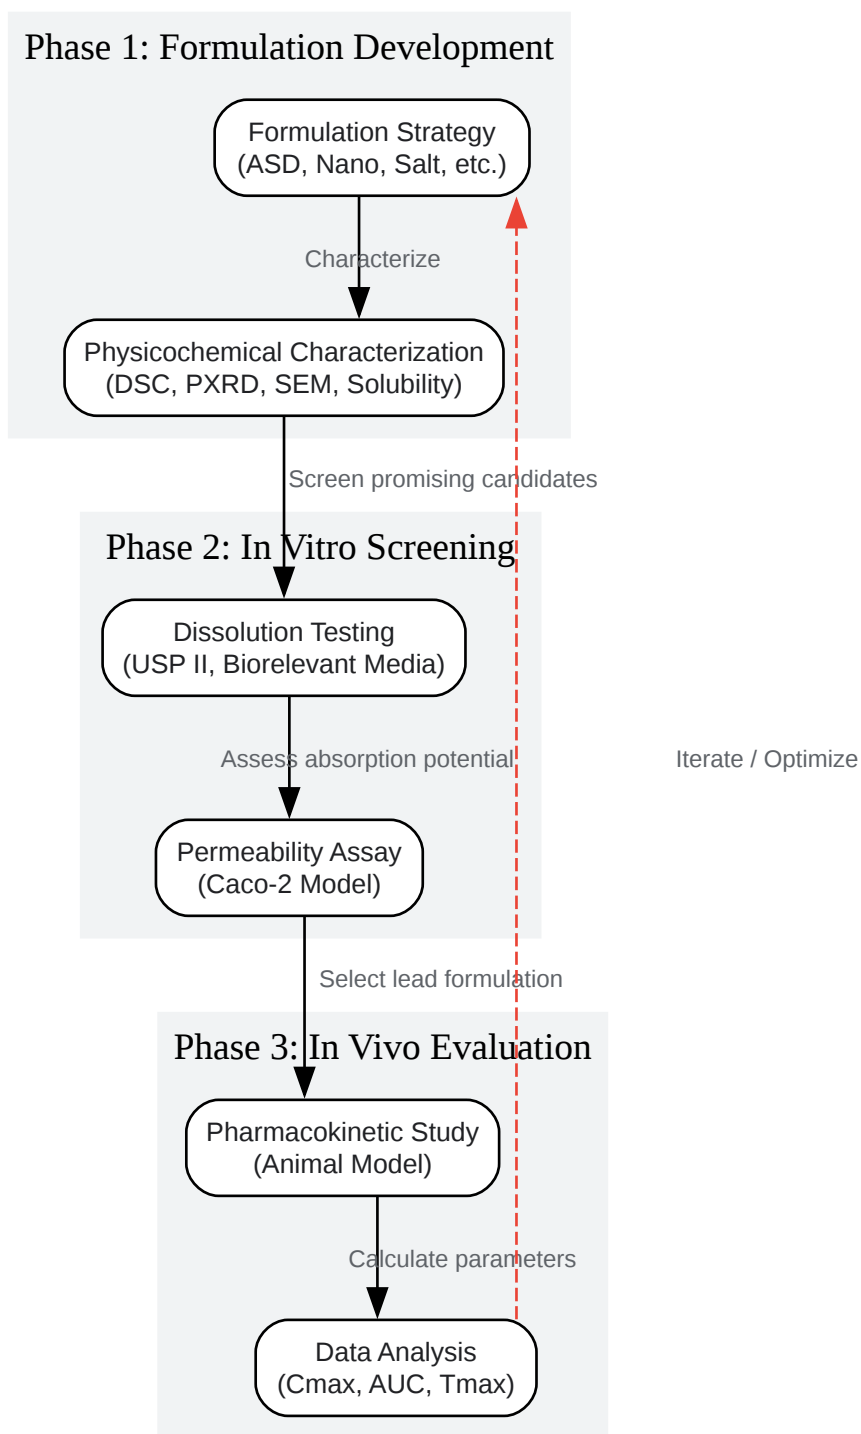 Phase 1: Formulation Development
Formulation Strategy
(ASD, Nano, Salt, etc.)
Characterize
Physicochemical Characterization
(DSC, PXRD, SEM, Solubility)
Screen promising candidates
Phase 2: In Vitro Screening
Dissolution Testing
(USP II, Biorelevant Media)
Assess absorption potential
Iterate / Optimize
Permeability Assay
(Caco-2 Model)
Select lead formulation
Phase 3: In Vivo Evaluation
Pharmacokinetic Study
(Animal Model)
Calculate parameters
Data Analysis
(Cmax, AUC, Tmax)